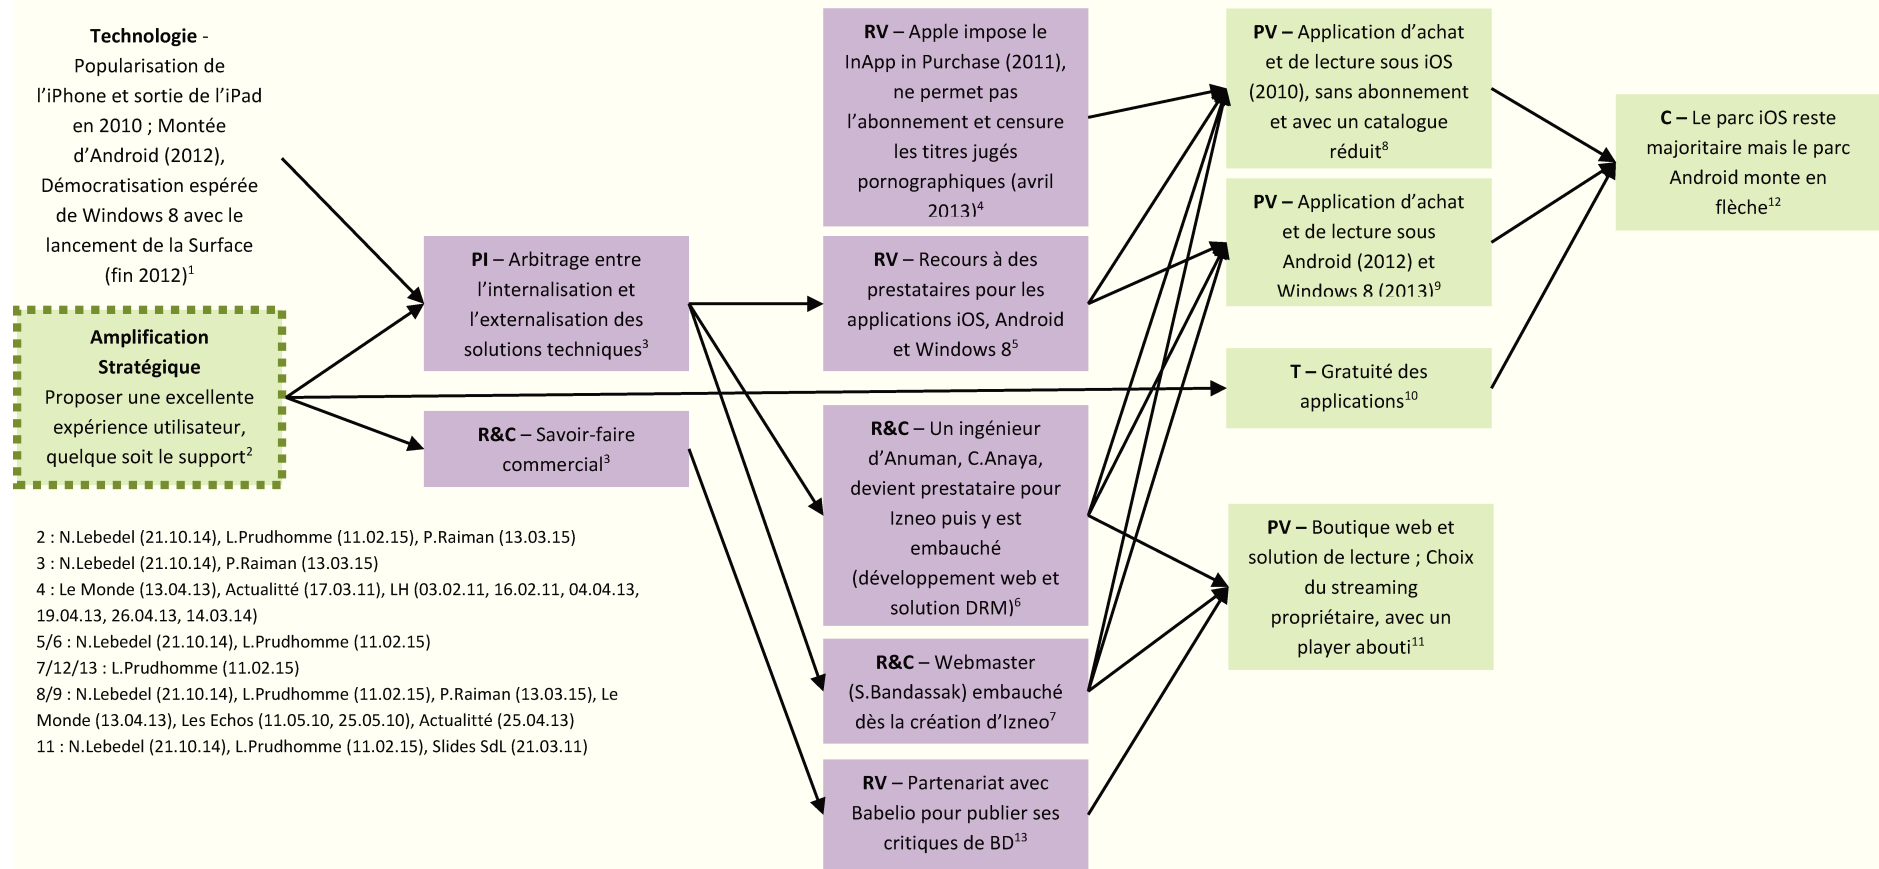 Technologie -
Popularisation de
l’iPhone et sortie de l’iPad
en 2010 ; Montée
d’Android (2012),
Démocratisation espérée
de Windows 8 avec le
lancement de la Surface
(fin 2012)1
Amplification
Stratégique
Proposer une excellente
expérience utilisateur,
quelque soit le support2
PI – Arbitrage entre
l’internalisation et
l’externalisation des
solutions techniques3
R&C – Savoir-faire
commercial3
RV – Apple impose le
InApp in Purchase (2011),
ne permet pas
l’abonnement et censure
les titres jugés
pornographiques (avril
2013)4
RV – Recours à des
prestataires pour les
applications iOS, Android
et Windows 85
R&C – Un ingénieur
d’Anuman, C.Anaya,
devient prestataire pour
Izneo puis y est
embauché
(développement web et
solution DRM)6
R&C – Webmaster
(S.Bandassak) embauché
dès la création d’Izneo7
RV – Partenariat avec
Babelio pour publier ses
critiques de BD13
PV – Application d’achat
et de lecture sous iOS
(2010), sans abonnement
et avec un catalogue
réduit8
PV – Application d’achat
et de lecture sous
Android (2012) et
Windows 8 (2013)9
T – Gratuité des
applications10
PV – Boutique web et
solution de lecture ; Choix
du streaming
propriétaire, avec un
player abouti11
C – Le parc iOS reste
majoritaire mais le parc
Android monte en
flèche12
2 : N.Lebedel (21.10.14), L.Prudhomme (11.02.15), P.Raiman (13.03.15)
3 : N.Lebedel (21.10.14), P.Raiman (13.03.15)
4 : Le Monde (13.04.13), Actualitté (17.03.11), LH (03.02.11, 16.02.11, 04.04.13,
19.04.13, 26.04.13, 14.03.14)
5/6 : N.Lebedel (21.10.14), L.Prudhomme (11.02.15)
7/12/13 : L.Prudhomme (11.02.15)
8/9 : N.Lebedel (21.10.14), L.Prudhomme (11.02.15), P.Raiman (13.03.15), Le
Monde (13.04.13), Les Echos (11.05.10, 25.05.10), Actualitté (25.04.13)
11 : N.Lebedel (21.10.14), L.Prudhomme (11.02.15), Slides SdL (21.03.11)